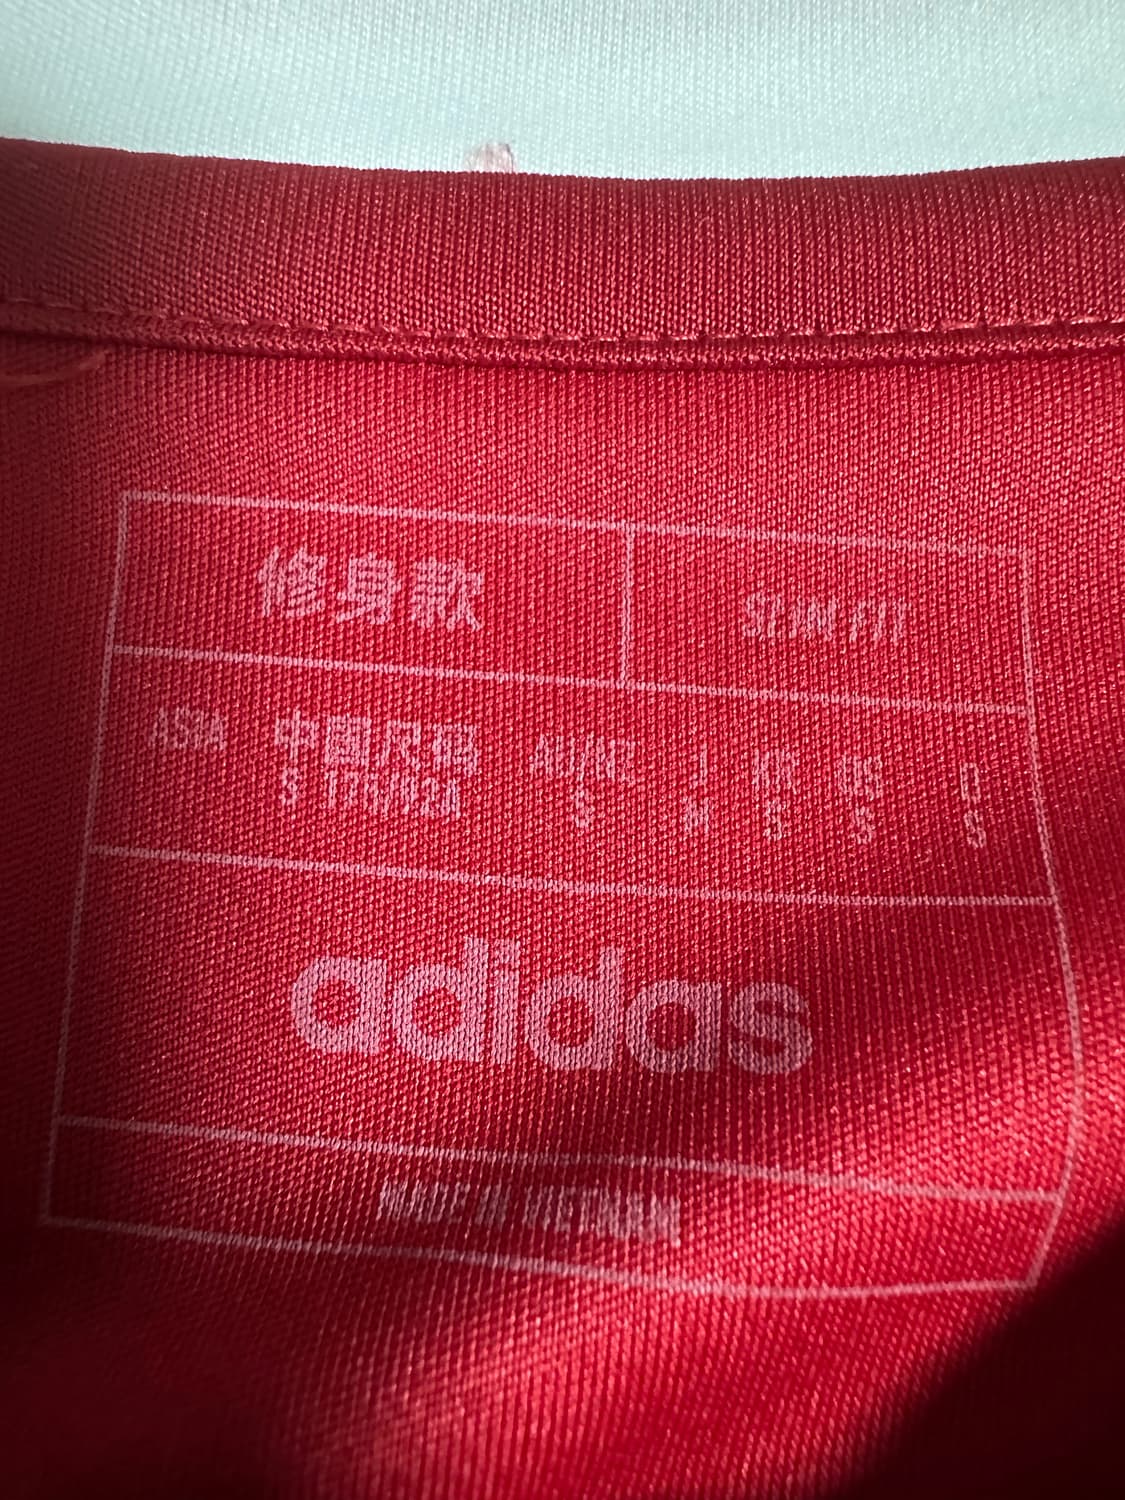 修身款 SLIM FIT
ASIA 中国尺码 AU/NZ J KR US D
S 175/92A S M S S S
adidas
MADE IN VIETNAM